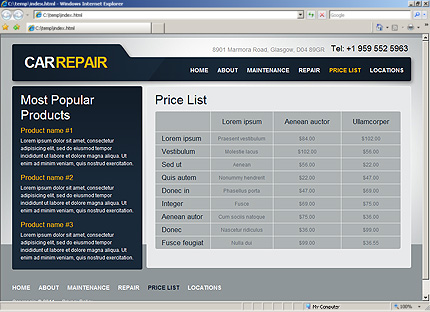 C:\temp\index.html - Windows Internet Explorer
C:\temp\index.html
Google
C:\temp\index.html
8901 Marmora Road, Glasgow, D04 89GR Tel: +1 959 552 5963
CARREPAIR
HOME ABOUT MAINTENANCE REPAIR PRICE LIST LOCATIONS
Most Popular
Products
Product name #1
Lorem ipsum dolor sit amet, consectetur
adipisicing elit, sed do eiusmod tempor
incididunt ut labore et dolore magna aliqua. Ut
enim ad minim veniam, quis nostrud exercitation.
Product name #2
Lorem ipsum dolor sit amet, consectetur
adipisicing elit, sed do eiusmod tempor
incididunt ut labore et dolore magna aliqua. Ut
enim ad minim veniam, quis nostrud exercitation.
Product name #3
Lorem ipsum dolor sit amet, consectetur
adipisicing elit, sed do eiusmod tempor
incididunt ut labore et dolore magna aliqua. Ut
enim ad minim veniam, quis nostrud exercitation.
Price List
Lorem ipsum Aenean auctor Ullamcorper
Lorem ipsum Praesent vestibulum $84.00 $102.00
Vestibulum Molestie lacus $102.00 $56.00
Sed ut Aenean $56.00 $22.00
Quis autem Nonummy hendrerit $22.00 $47.00
Donec in Phasellus porta $47.00 $69.00
Integer Fusce $69.00 $75.00
Aenean autor Cum sociis natoque $75.00 $36.00
Donec Nascetur ridiculus $36.00 $99.00
Fusce feugiat Nulla dui $99.00 $36.55
HOME ABOUT MAINTENANCE REPAIR PRICE LIST LOCATIONS
My Computer
100%